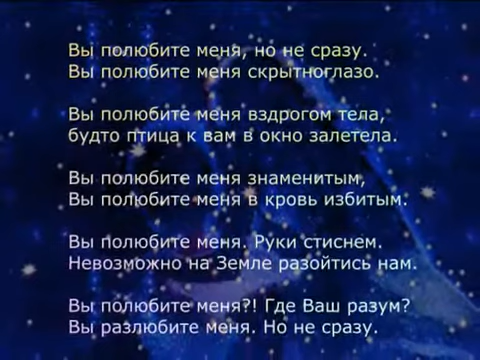 Вы полюбите меня, но не сразу.
Вы полюбите меня скрытноглазо.
Вы полюбите меня вздрогом тела,
будто птица к вам в окно залетела.
Вы полюбите меня знаменитым,
Вы полюбите меня в кровь избитым.
Вы полюбите меня. Руки стиснем.
Невозможно на Земле разойтись нам.
Вы полюбите меня?! Где Ваш разум?
Вы разлюбите меня. Но не сразу.